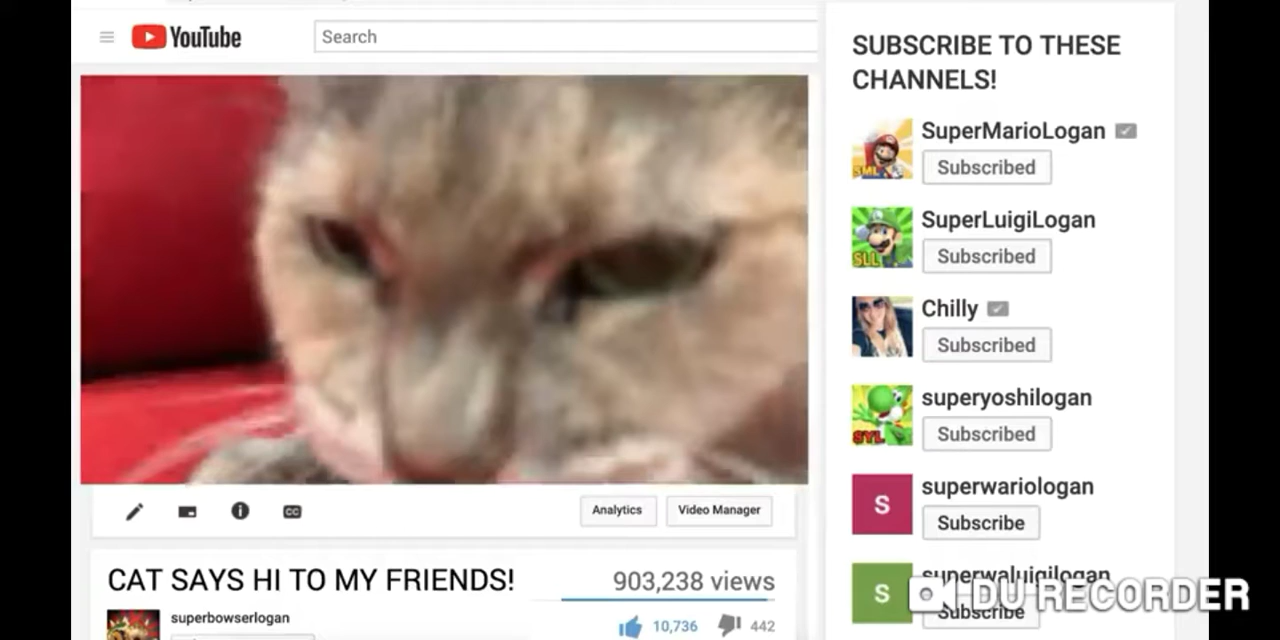 YouTube
Search
SUBSCRIBE TO THESE
CHANNELS!
SML
SuperMarioLogan
Subscribed
SLL
SuperLuigiLogan
Subscribed
Chilly
Subscribed
SYL
superyoshilogan
Subscribed
S
superwariologan
Subscribe
S
superwaluigilogan
Subscribe
CC
Analytics
Video Manager
CAT SAYS HI TO MY FRIENDS!
903,238 views
superbowserlogan
10,736
442
DU RECORDER